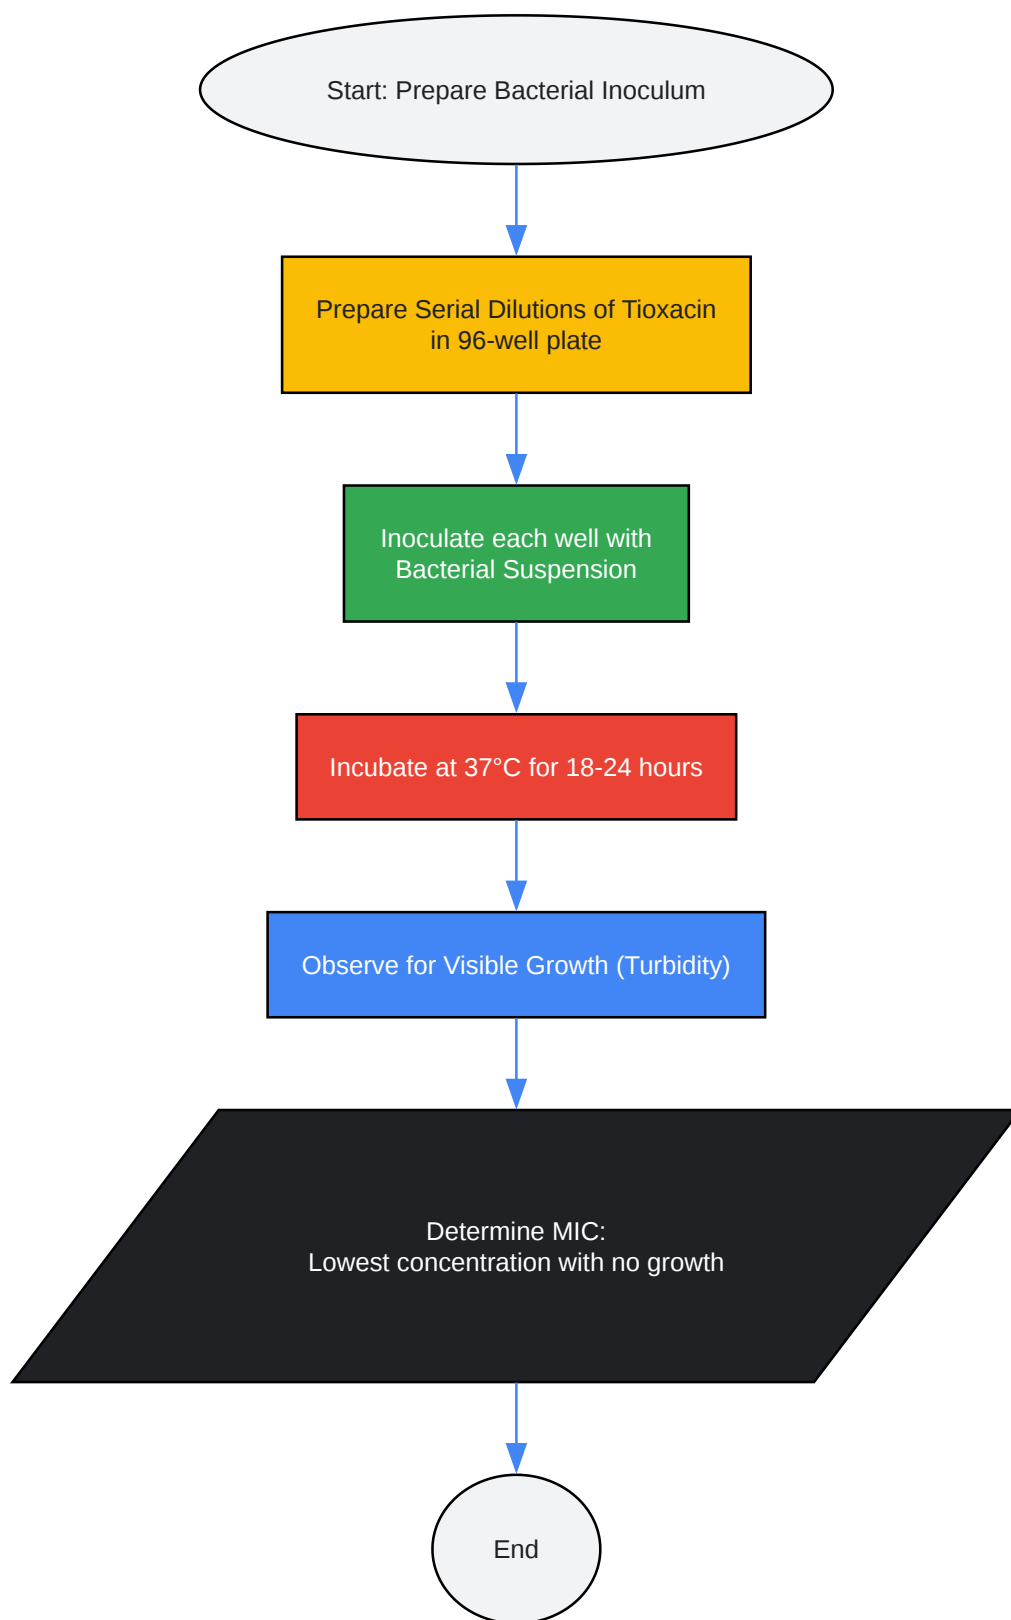 Start: Prepare Bacterial Inoculum
Prepare Serial Dilutions of Tioxacin
in 96-well plate
Inoculate each well with
Bacterial Suspension
Incubate at 37°C for 18-24 hours
Observe for Visible Growth (Turbidity)
Determine MIC:
Lowest concentration with no growth
End